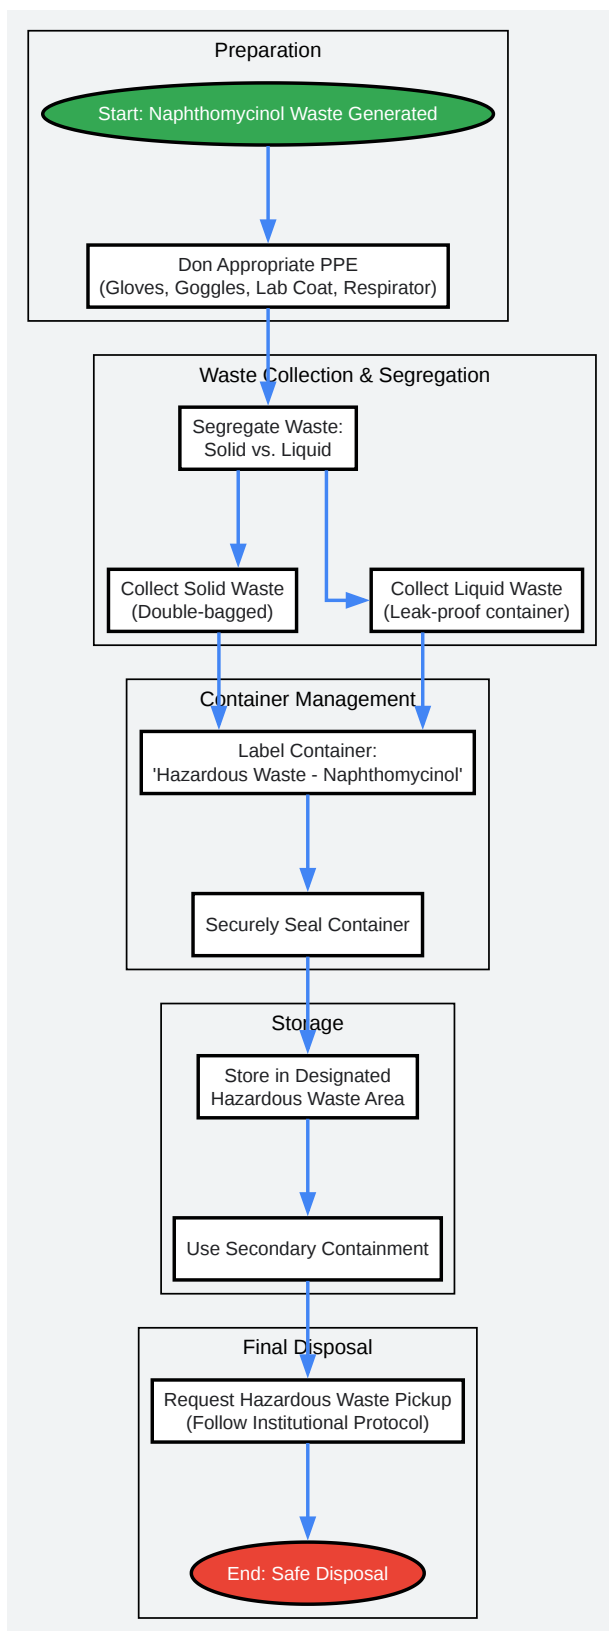 Preparation
Start: Naphthomycinol Waste Generated
Don Appropriate PPE
(Gloves, Goggles, Lab Coat, Respirator)
Waste Collection & Segregation
Segregate Waste:
Solid vs. Liquid
Collect Solid Waste
(Double-bagged)
Collect Liquid Waste
(Leak-proof container)
Container Management
Label Container:
'Hazardous Waste - Naphthomycinol'
Securely Seal Container
Storage
Store in Designated
Hazardous Waste Area
Use Secondary Containment
Final Disposal
Request Hazardous Waste Pickup
(Follow Institutional Protocol)
End: Safe Disposal